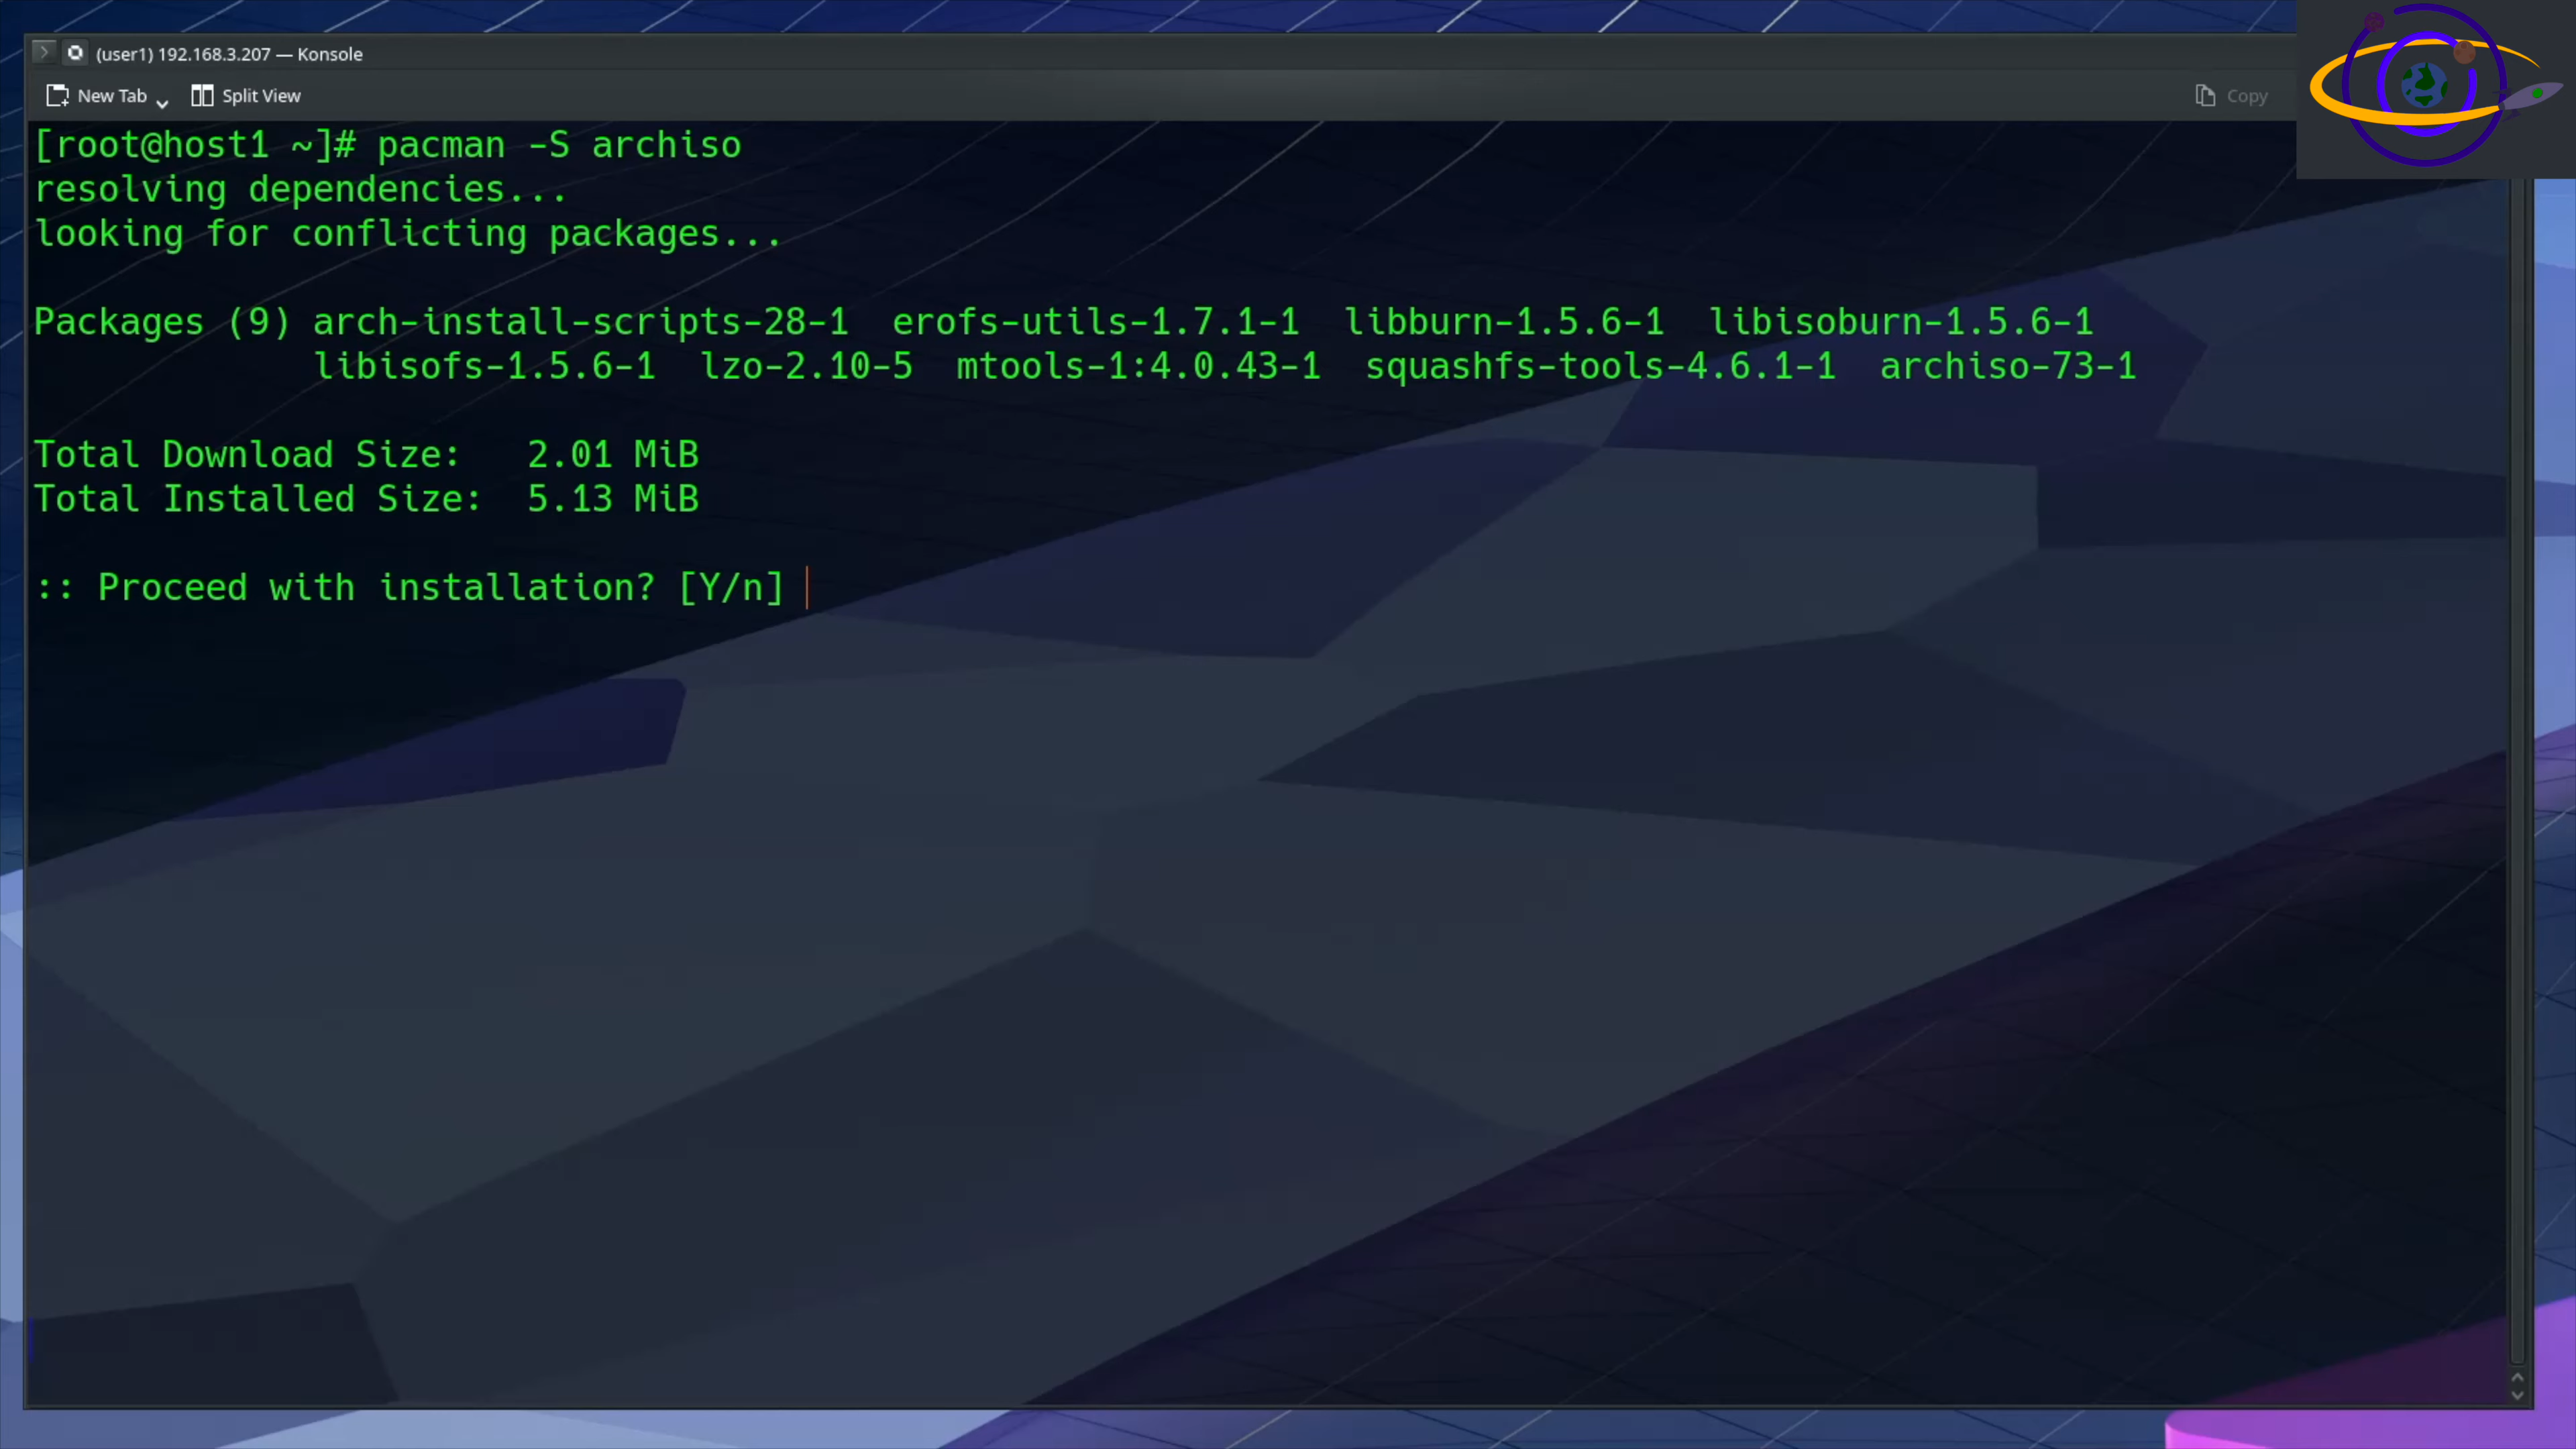 (user1) 192.168.3.207 — Konsole
New Tab Split View Copy
[root@host1 ~]# pacman -S archiso
resolving dependencies...
looking for conflicting packages...
Packages (9) arch-install-scripts-28-1  erofs-utils-1.7.1-1  libburn-1.5.6-1  libisoburn-1.5.6-1
libisofs-1.5.6-1  lzo-2.10-5  mtools-1:4.0.43-1  squashfs-tools-4.6.1-1  archiso-73-1
Total Download Size:   2.01 MiB
Total Installed Size:  5.13 MiB
:: Proceed with installation? [Y/n]